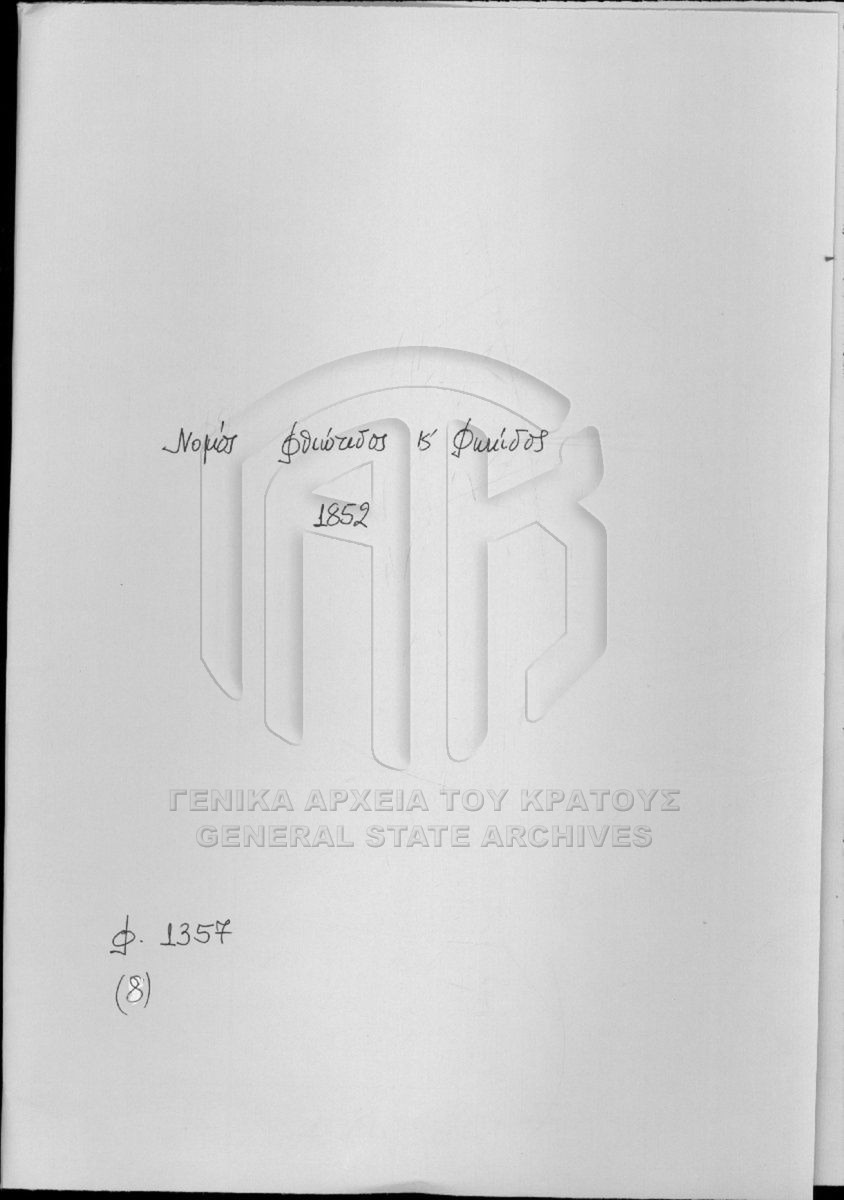 Νομός Φθιώτιδος κ' Φωκίδος
1852
ΓΕΝΙΚΑ ΑΡΧΕΙΑ ΤΟΥ ΚΡΑΤΟΥΣ
GENERAL STATE ARCHIVES
φ. 1357
(8)